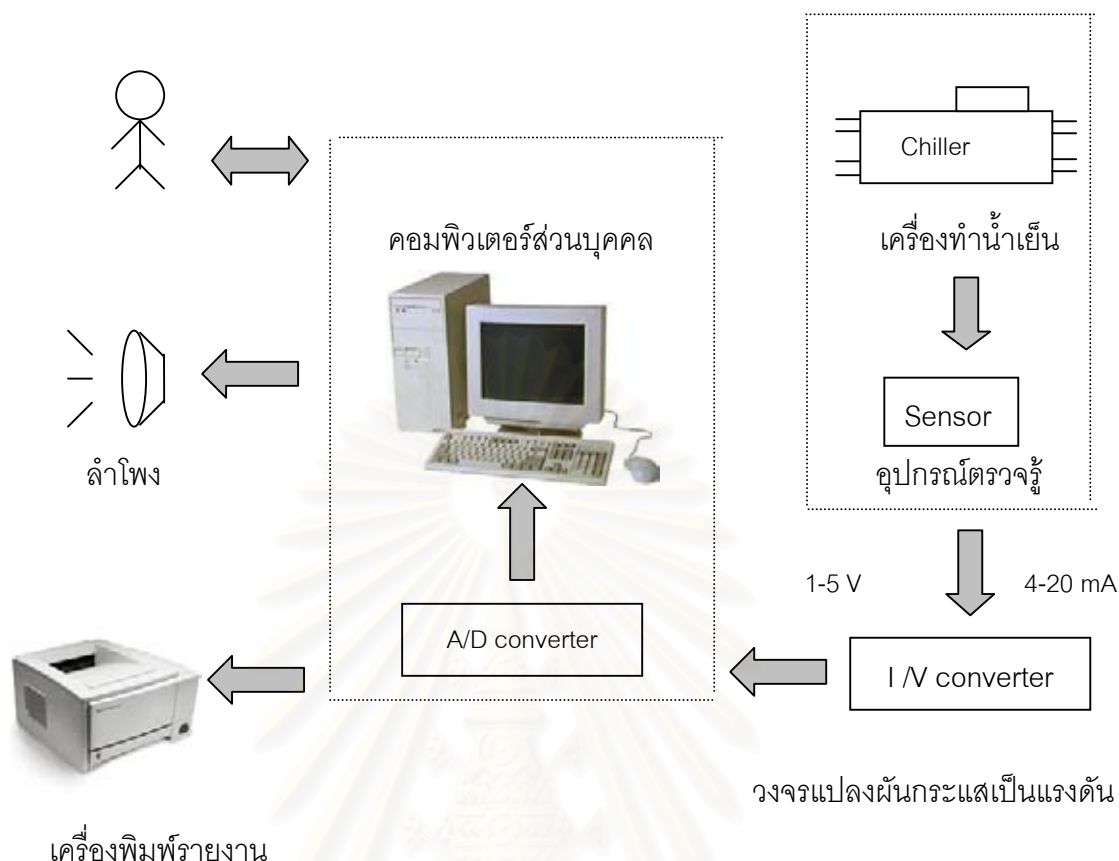 Chiller
คอมพิวเตอร์ส่วนบุคคล
เครื่องทำน้ำเย็น
Sensor
ลำโพง
อุปกรณ์ตรวจรู้
1-5 V
4-20 mA
A/D converter
I /V converter
วงจรแปลงผันกระแสเป็นแรงดัน
เครื่องพิมพ์รายงาน